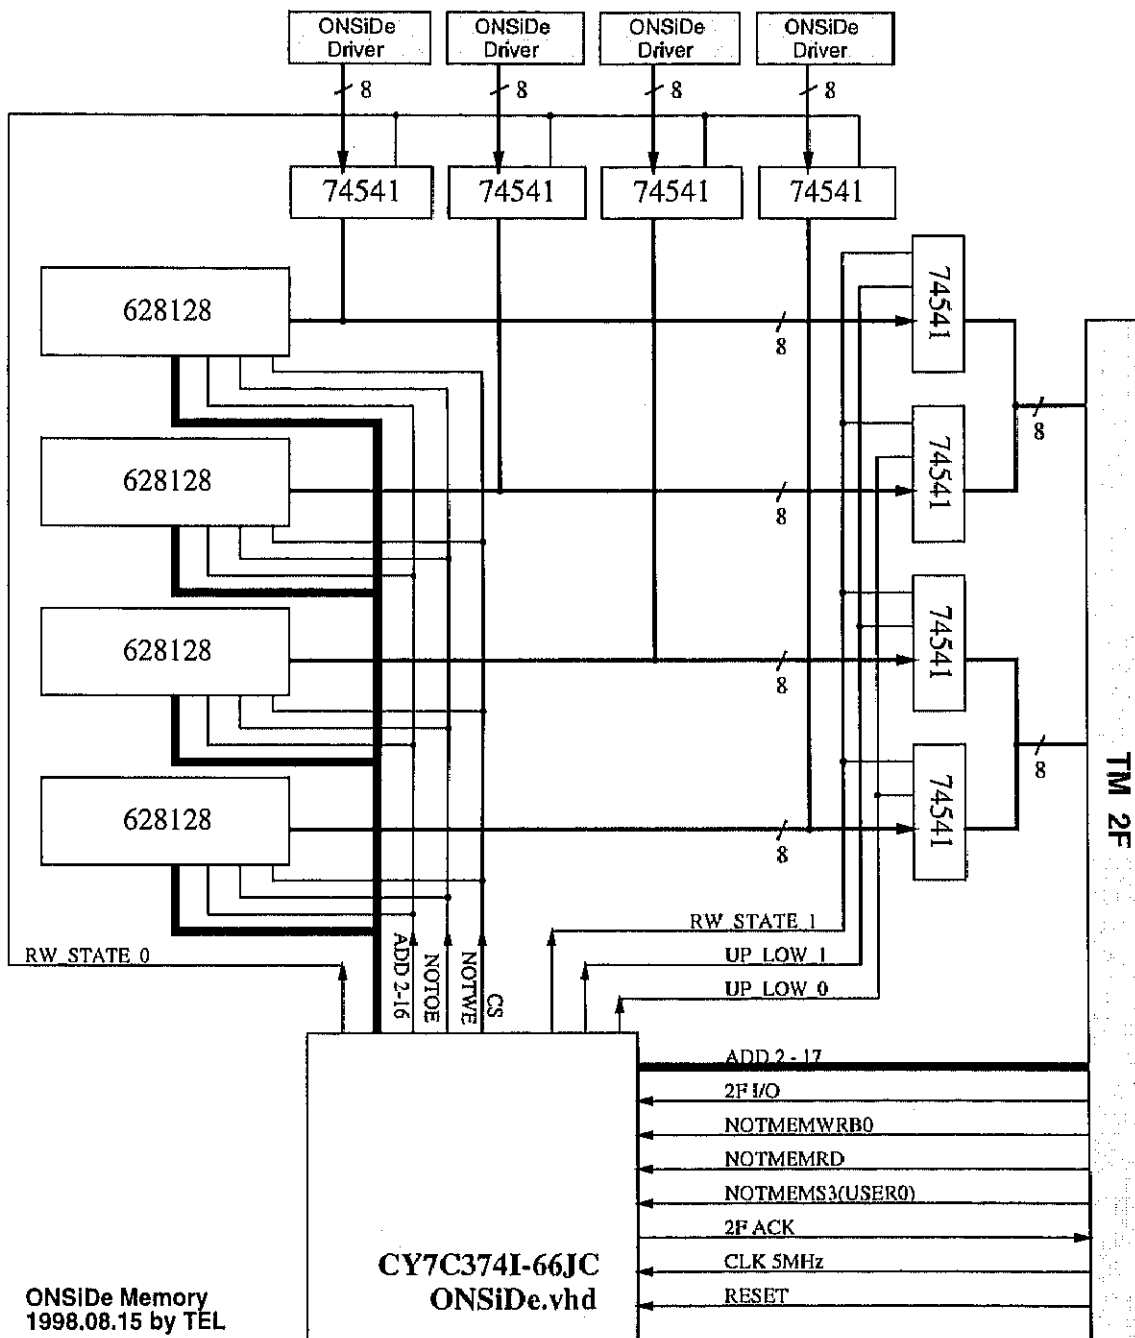 ONSiDe ONSiDe ONSiDe ONSiDe
Driver Driver Driver Driver
8 8 8 8
74541 74541 74541 74541
628128
74541
8
8
628128
74541
8
628128
74541
8
8
TM 2F
628128
74541
8
RW_STATE_0
ADD 2-16
NOTOE
NOTWE
CS
RW_STATE_1
UP_LOW_1
UP_LOW_0
ADD 2 - 17
2F I/O
NOTMEMWRB0
NOTMEMRD
NOTMEMS3(USER0)
2F ACK
CLK 5MHz
RESET
CY7C374I-66JC
ONSiDe.vhd
ONSiDe Memory
1998.08.15 by TEL